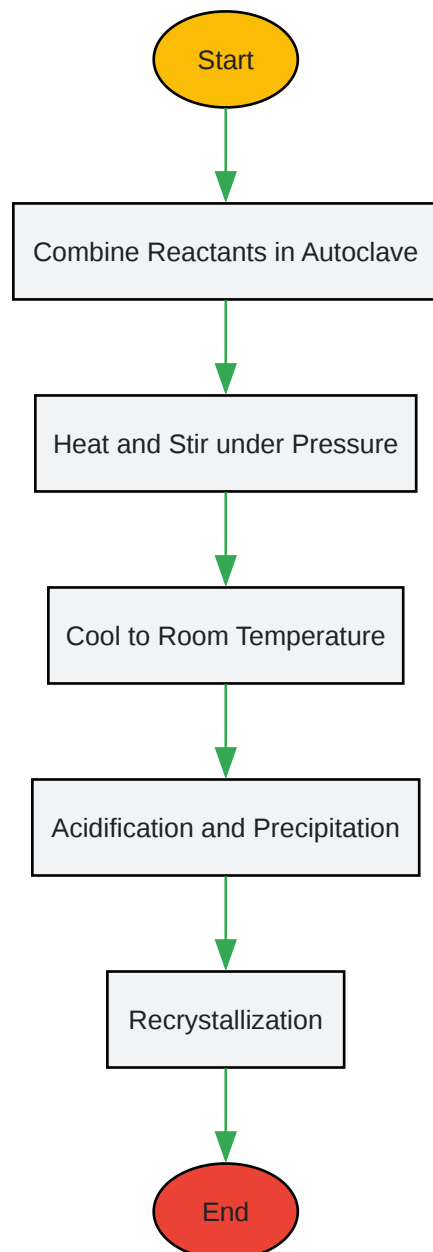 Start
Combine Reactants in Autoclave
Heat and Stir under Pressure
Cool to Room Temperature
Acidification and Precipitation
Recrystallization
End